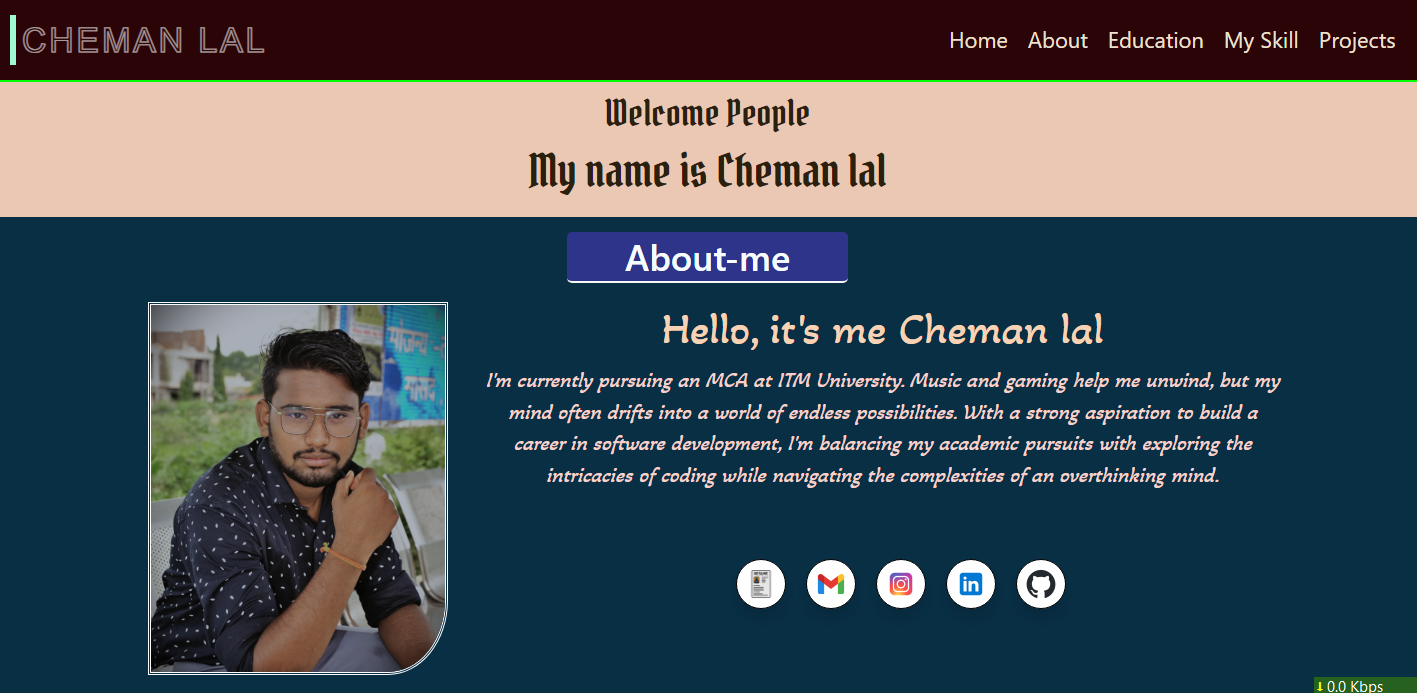 CHEMAN LAL
Home About Education My Skill Projects
Welcome People
My name is Cheman lal
About-me
मांजन्य
सांसद
Hello, it's me Cheman lal
I'm currently pursuing an MCA at ITM University. Music and gaming help me unwind, but my
mind often drifts into a world of endless possibilities. With a strong aspiration to build a
career in software development, I'm balancing my academic pursuits with exploring the
intricacies of coding while navigating the complexities of an overthinking mind.
in
0.0 Kbps